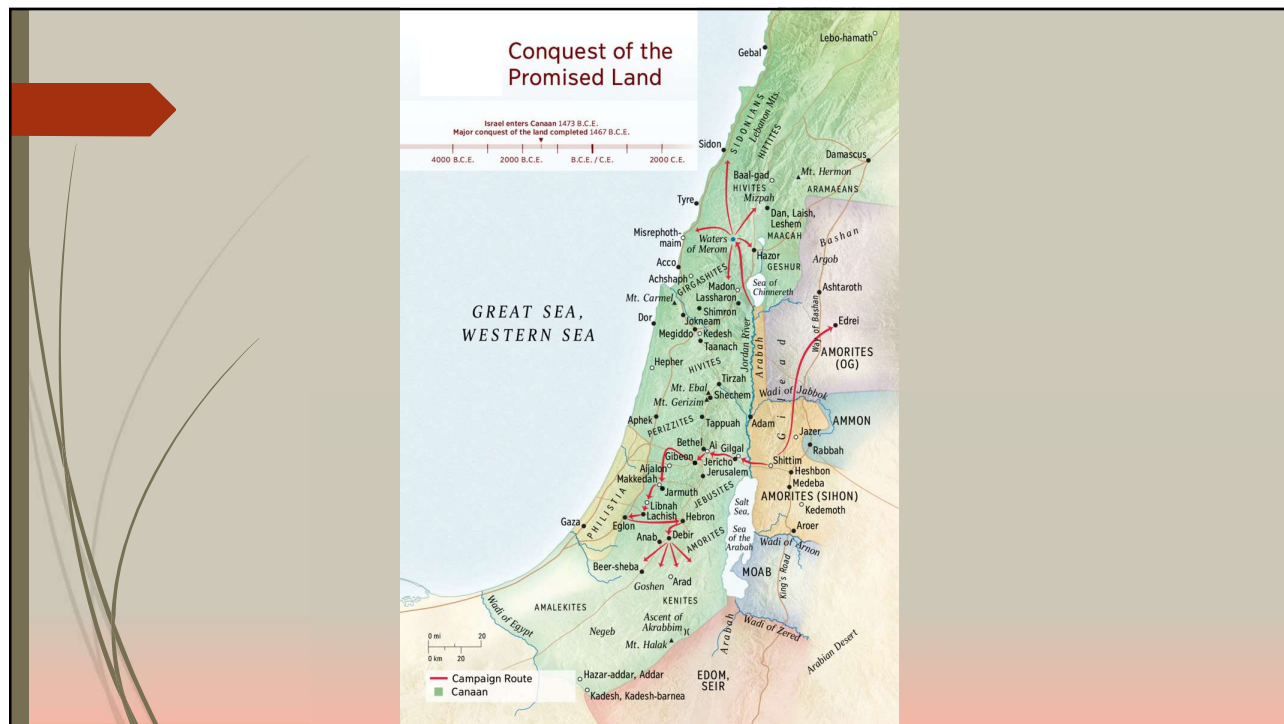 Conquest of the
Promised Land
Israel enters Canaan 1473 B.C.E.
Major conquest of the land completed 1467 B.C.E.
4000 B.C.E.
2000 B.C.E.
B.C.E. / C.E.
2000 C.E.
Lebo-hamath
Gebal
SIDONIANS
Lebanon Mts.
HITTITES
Sidon
Damascus
Baal-gad
Mt. Hermon
HIVITES
ARAMAEANS
Mizpah
Tyre
Dan, Laish,
Leshem
Misrephoth-
maim
Waters
of Merom
MAACAH
Bashan
Hazor
Argob
Acco
GESHUR
Achshaph
GIRGASHITES
Sea of
Chinnereth
Madon
Ashtaroth
Mt. Carmel
Lassharon
GREAT SEA,
WESTERN SEA
Shimron
Dor
Jokneam
Edrei
Megiddo
Kedesh
Taanach
Jordan River
Arabah
Way of Bashan
AMORITES
(OG)
Hepher
HIVITES
Gilead
Tirzah
Mt. Ebal
Shechem
Wadi of Jabbok
Mt. Gerizim
Aphek
PERIZZITES
Tappuah
Adam
AMMON
Jazer
Bethel
Ai
Gilgal
Rabbah
Gibeon
Jericho
Shittim
Aijalon
Jerusalem
Heshbon
Makkedah
Medeba
Jarmuth
JEBUSITES
AMORITES (SIHON)
Libnah
Salt
Sea,
Sea
of the
Arabah
Kedemoth
PHILISTIA
Lachish
Hebron
Gaza
Eglon
Aroer
Anab
Debir
AMORITES
Wadi of Arnon
Beer-sheba
MOAB
King's Road
Goshen
Arad
KENITES
AMALEKITES
Wadi of Egypt
Ascent of
Akrabbim
Negeb
Arabah
Wadi of Zered
Mt. Halak
Arabian Desert
0 mi
20
0 km
20
Hazar-addar, Addar
EDOM,
SEIR
Campaign Route
Canaan
Kadesh, Kadesh-barnea